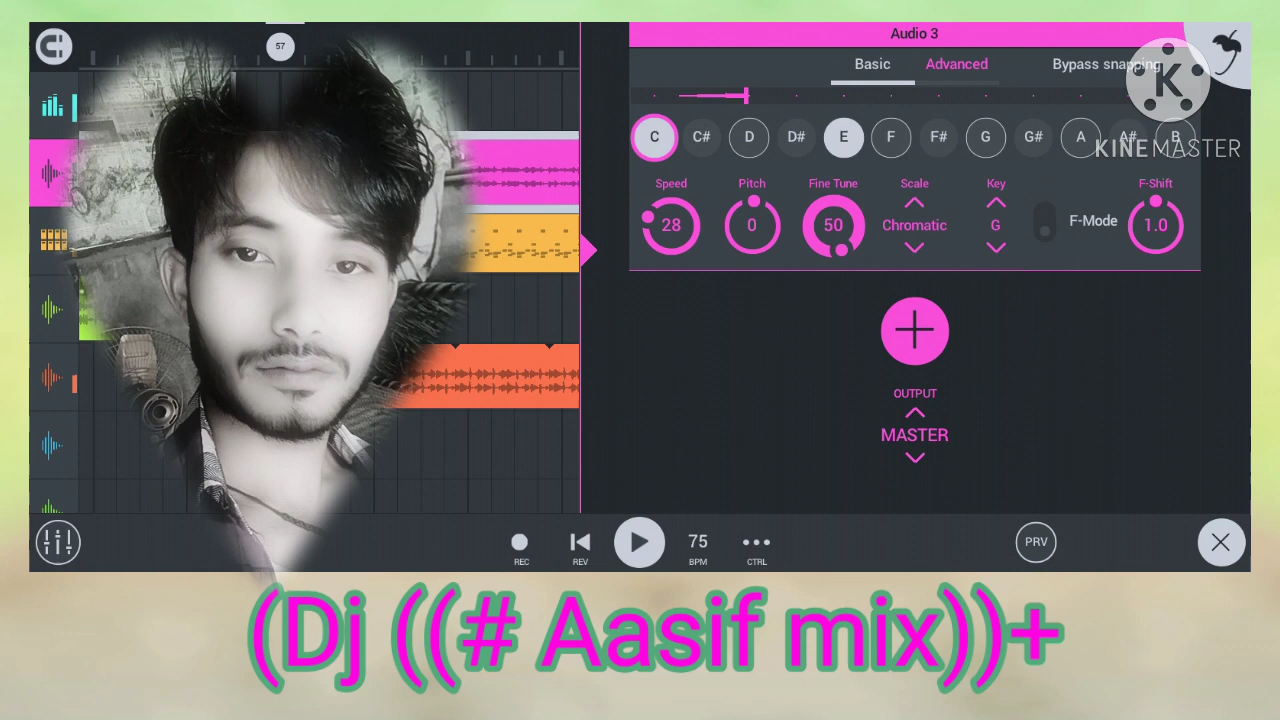 57
Audio 3
Basic Advanced Bypass snapping
K
C C# D D# E F F# G G# A A# B
KINEMASTER
Speed Pitch Fine Tune Scale Key F-Shift
28 0 50 Chromatic G F-Mode 1.0
OUTPUT
MASTER
75 PRV
REC REV BPM CTRL
(Dj ((# Aasif mix))+